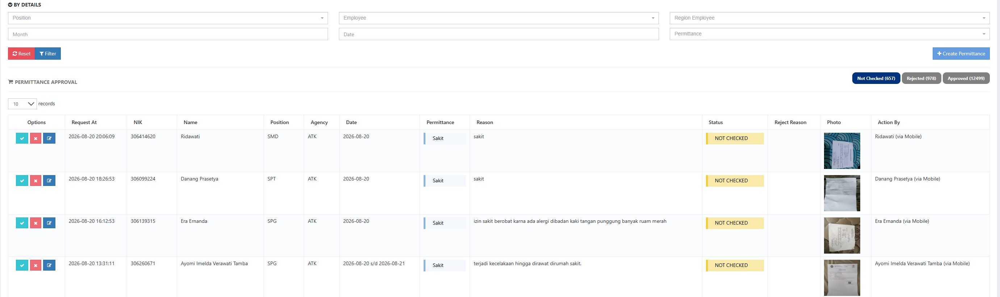 BY DETAILS
Position Employee Region Employee
Month Date Permittance
Reset Filter Create Permittance
PERMITTANCE APPROVAL Not Checked (657) Rejected (978) Approved (12499)
10 records
Options Request At NIK Name Position Agency Date Permittance Reason Status Reject Reason Photo Action By
2026-08-20 20:06:09 306414620 Ridawati SMD ATK 2026-08-20 Sakit sakit NOT CHECKED Ridawati (via Mobile)
2026-08-20 18:26:53 306099224 Danang Prasetya SPT ATK 2026-08-20 Sakit sakit NOT CHECKED Danang Prasetya (via Mobile)
2026-08-20 16:12:53 306139315 Era Ernanda SPG ATK 2026-08-20 Sakit izin sakit berobat karna ada alergi dibadan kaki tangan punggung banyak ruam merah NOT CHECKED Era Ernanda (via Mobile)
2026-08-20 13:31:11 306260671 Ayomi Imelda Verawati Tamba SPG ATK 2026-08-20 s/d 2026-08-21 Sakit terjadi kecelakaan hingga dirawat dirumah sakit. NOT CHECKED Ayomi Imelda Verawati Tamba (via Mobile)